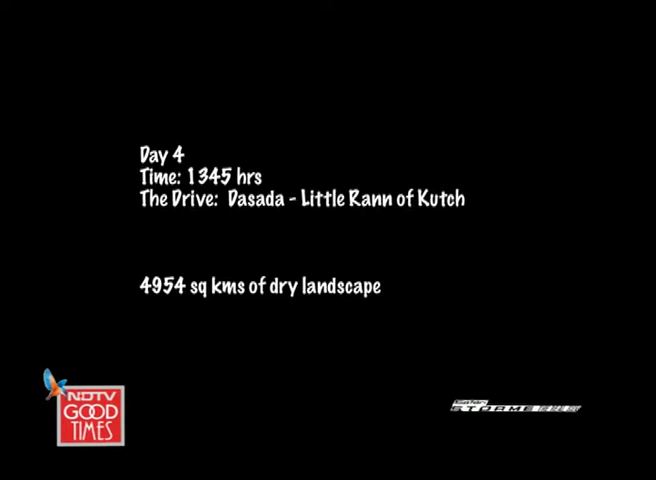 Day 4
Time: 1345 hrs
The Drive: Dasada - Little Rann of Kutch
4954 sq kms of dry landscape
NDTV
GOOD
TIMES
STORME